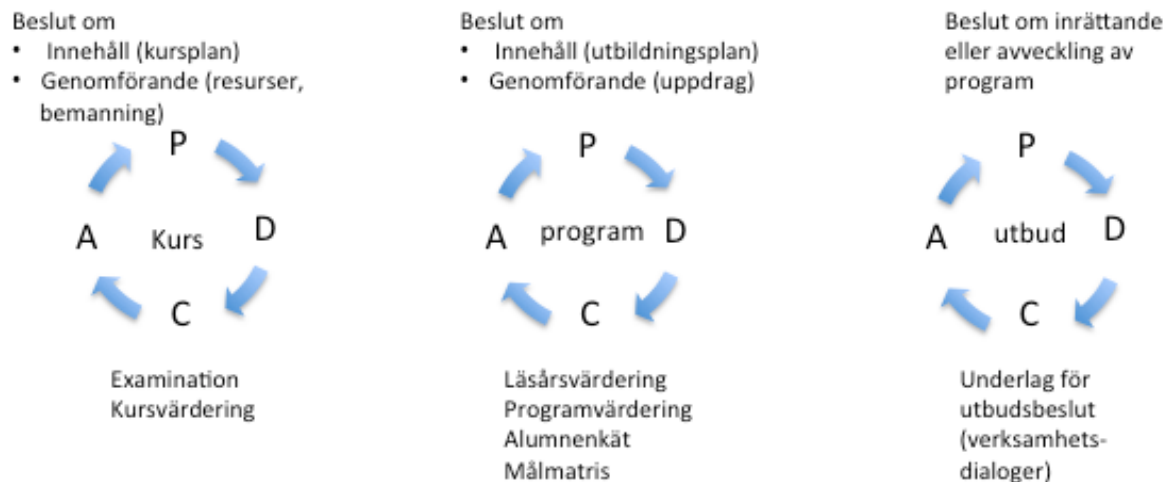 Beslut om
• Innehåll (kursplan)
• Genomförande (resurser,
bemanning)
P
A
Kurs
D
C
Examination
Kursvärdering
Beslut om
• Innehåll (utbildningsplan)
• Genomförande (uppdrag)
P
A
program
D
C
Läsårsvärdering
Programvärdering
Alumnenkät
Målmatris
Beslut om inrättande
eller avveckling av
program
P
A
utbud
D
C
Underlag för
utbudsbeslut
(verksamhets-
dialoger)